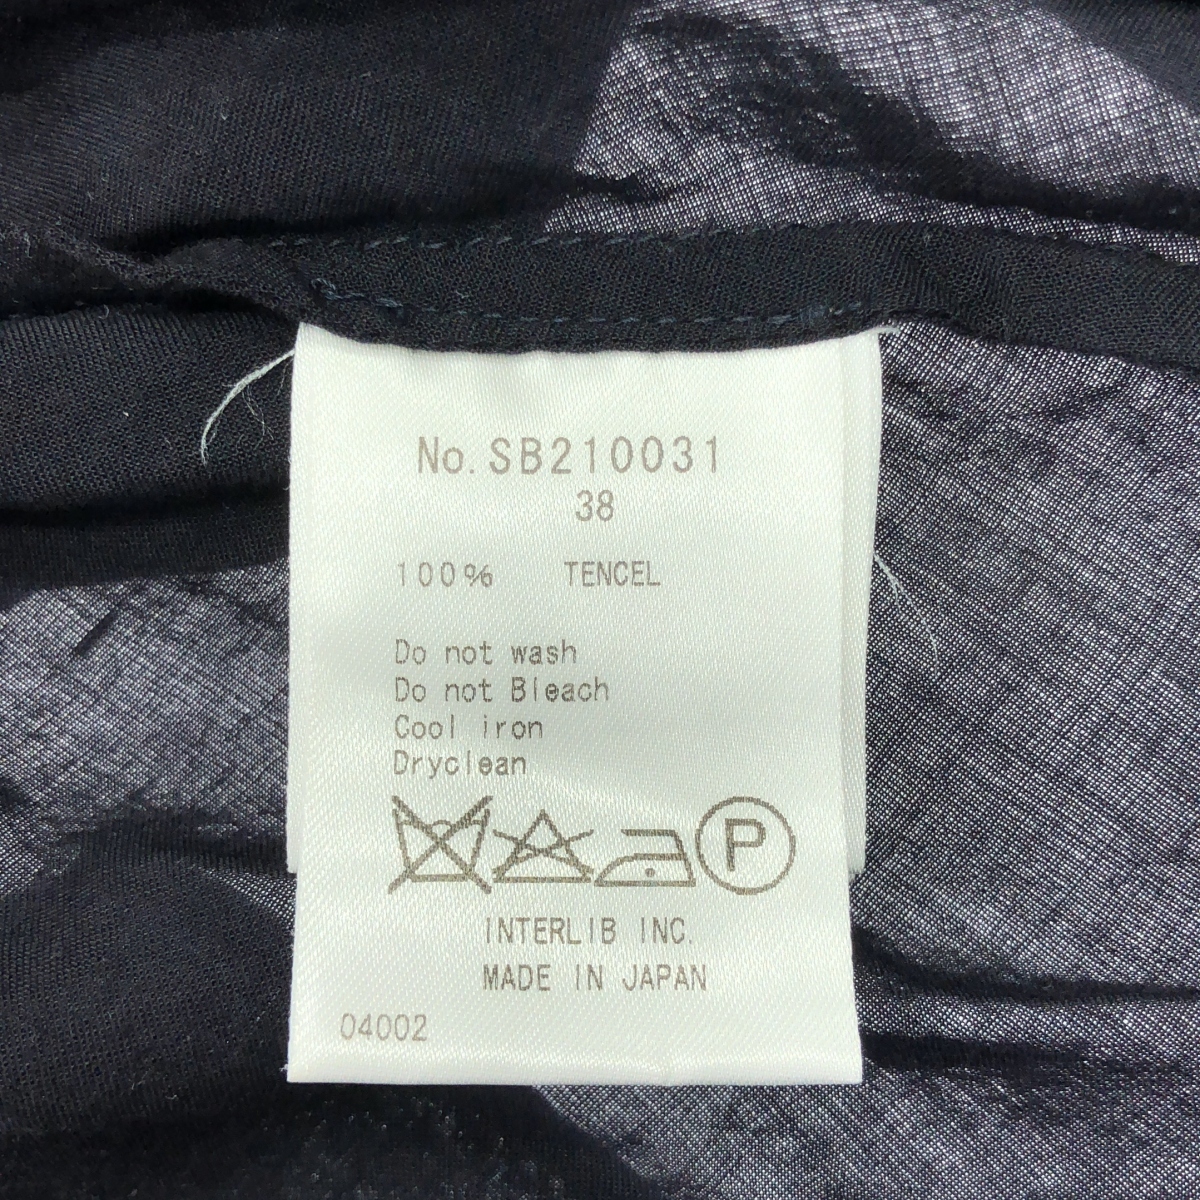 No. SB210031
38
100% TENCEL
Do not wash
Do not Bleach
Cool iron
Dryclean
P
INTERLIB INC.
MADE IN JAPAN
04002